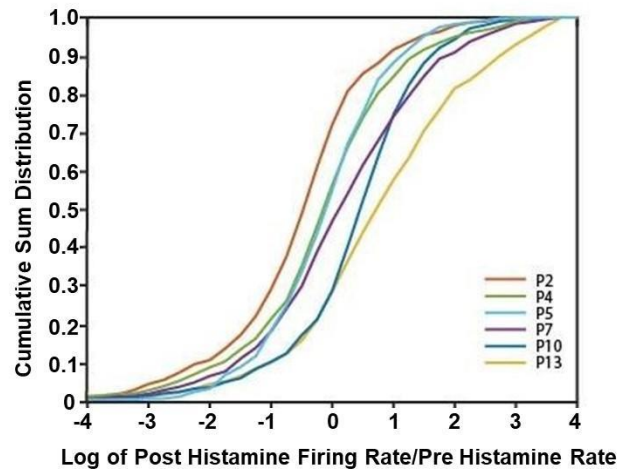 1.0
0.9
0.8
0.7
0.6
0.5
0.4
0.3
0.2
0.1
0
Cumulative Sum Distribution
P2
P4
P5
P7
P10
P13
-4 -3 -2 -1 0 1 2 3 4
Log of Post Histamine Firing Rate/Pre Histamine Rate